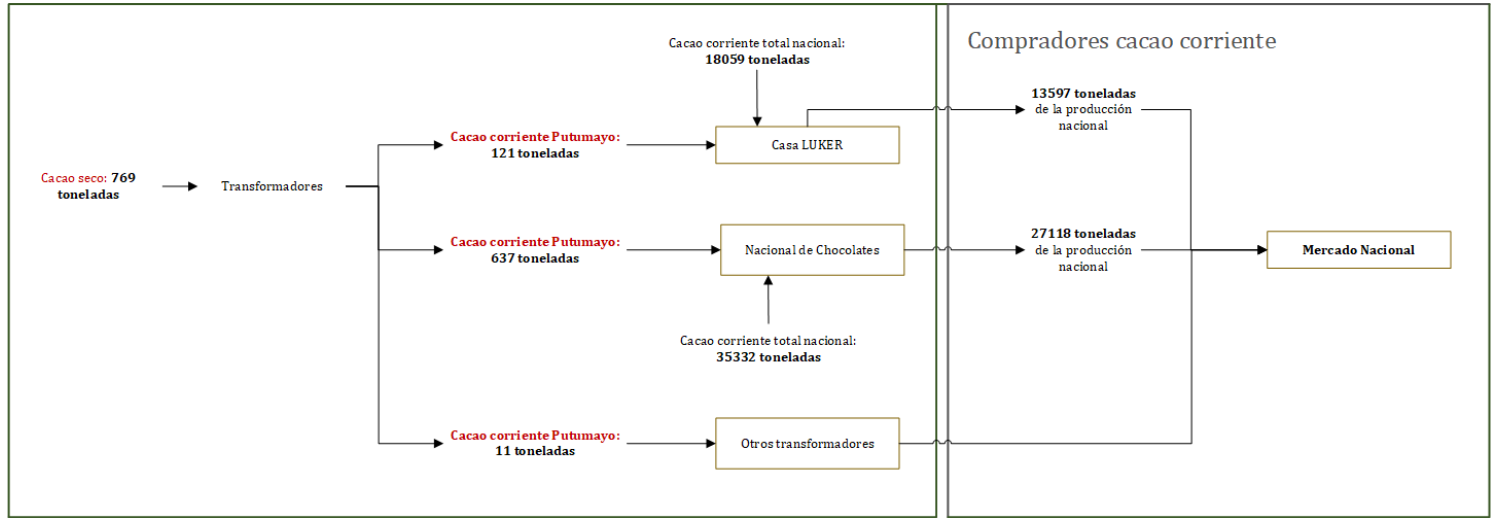 Cacao corriente total nacional:
18059 toneladas
Compradores cacao corriente
13597 toneladas
de la producción
nacional
Cacao corriente Putumayo:
121 toneladas
Casa LUKER
Cacao seco: 769
toneladas
Transformadores
Cacao corriente Putumayo:
637 toneladas
Nacional de Chocolates
27118 toneladas
de la producción
nacional
Mercado Nacional
Cacao corriente total nacional:
35332 toneladas
Cacao corriente Putumayo:
11 toneladas
Otros transformadores